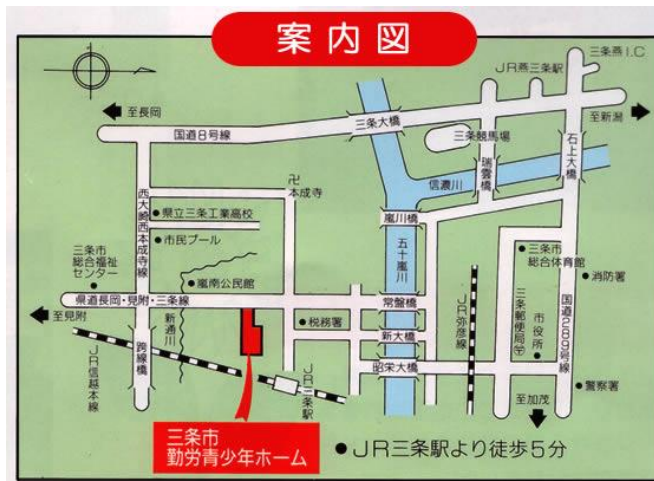 案内図
三条燕I.C
JR燕三条駅
至長岡
至新潟
国道8号線
三条大橋
三条競馬場
石上大橋
瑞雲橋
信濃川
卍本成寺
西大崎西本成寺線
県立三条工業高校
市民プール
嵐川橋
五十嵐川
三条市
総合福祉
センター
嵐南公民館
三条市
総合体育館
消防署
県道長岡・見附・三条線
常盤橋
至見附
新通川
税務署
新大橋
JR弥彦線
三条郵便局〒
市役所
国道289号線
跨線橋
JR信越本線
JR三条駅
昭栄大橋
至加茂
警察署
三条市
勤労青少年ホーム
●JR三条駅より徒歩5分